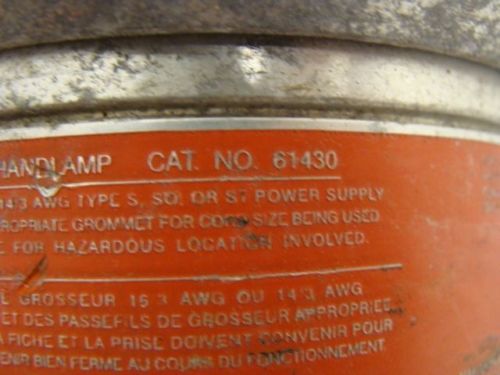 HANDLAMP CAT. NO. 61430
14/3 AWG TYPE S, SO, OR ST POWER SUPPLY
ROPRIATE GROMMET FOR CORD SIZE BEING USED
E FOR HAZARDOUS LOCATION INVOLVED.
E GROSSEUR 16/3 AWG OU 14/3 AWG
ET DES PASSEFILS DE GROSSEUR APPROPRIEE
A FICHE ET LA PRISE DOIVENT CONVENIR POUR
ENIR BIEN FERME AU COURS DU FONCTIONNEMENT